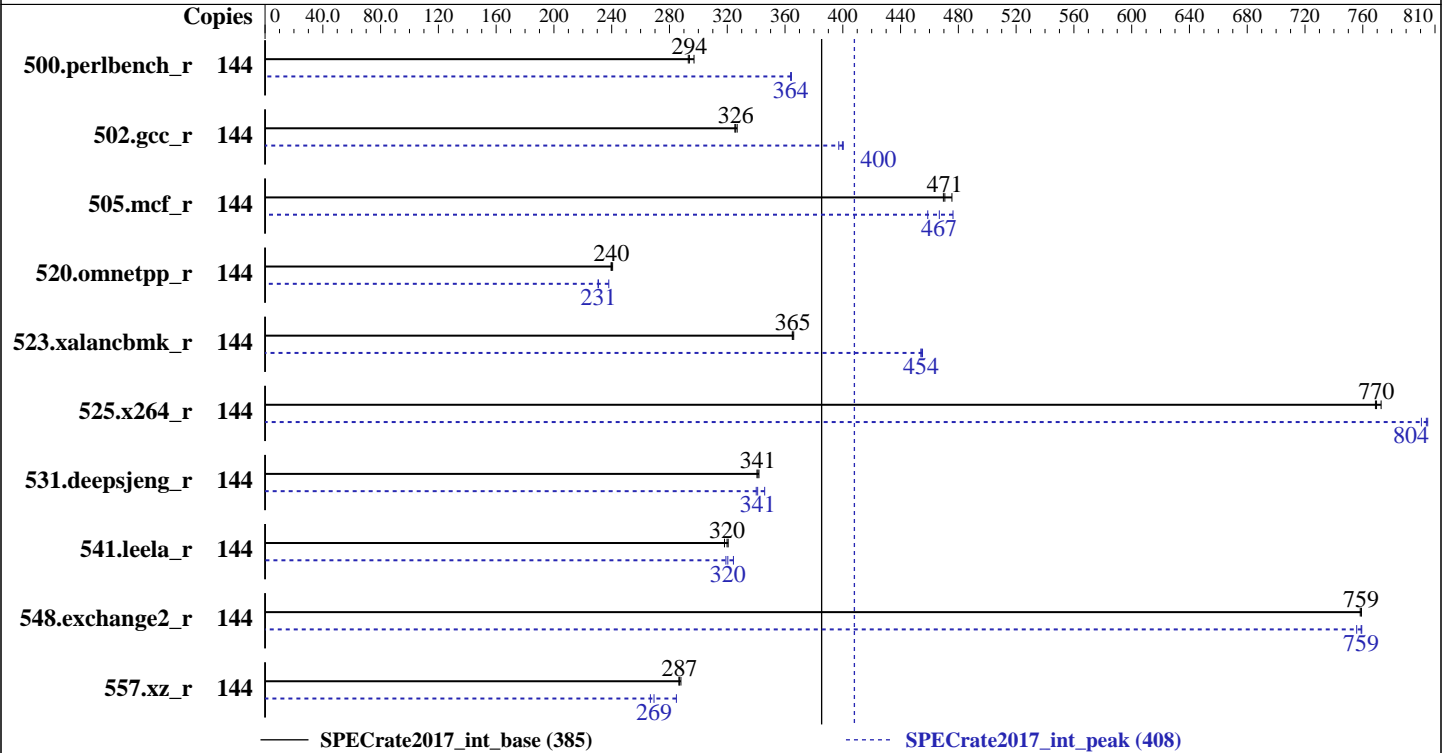 Copies 0 40.0 80.0 120 160 200 240 280 320 364 400 440 480 520 560 600 640 680 720 760 810
294
500.perlbench_r 144
364
326
502.gcc_r 144
400
471
505.mcf_r 144
467
240
520.omnetpp_r 144
231
365
523.xalancbmk_r 144
454
770
525.x264_r 144
804
341
531.deepsjeng_r 144
341
320
541.leela_r 144
320
759
548.exchange2_r 144
759
287
557.xz_r 144
269
SPECrate2017_int_base (385) SPECrate2017_int_peak (408)